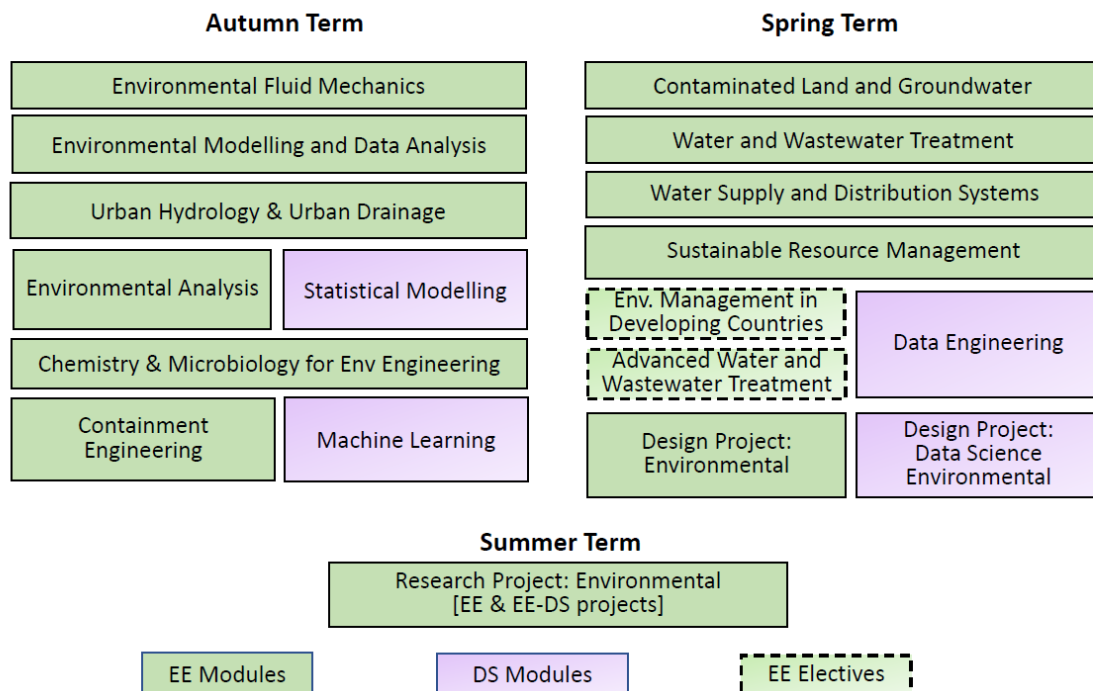 Autumn Term
Environmental Fluid Mechanics
Environmental Modelling and Data Analysis
Urban Hydrology & Urban Drainage
Environmental Analysis
Statistical Modelling
Chemistry & Microbiology for Env Engineering
Containment
Engineering
Machine Learning
Spring Term
Contaminated Land and Groundwater
Water and Wastewater Treatment
Water Supply and Distribution Systems
Sustainable Resource Management
Env. Management in
Developing Countries
Advanced Water and
Wastewater Treatment
Data Engineering
Design Project:
Environmental
Design Project:
Data Science
Environmental
Summer Term
Research Project: Environmental
[EE & EE-DS projects]
EE Modules
DS Modules
EE Electives